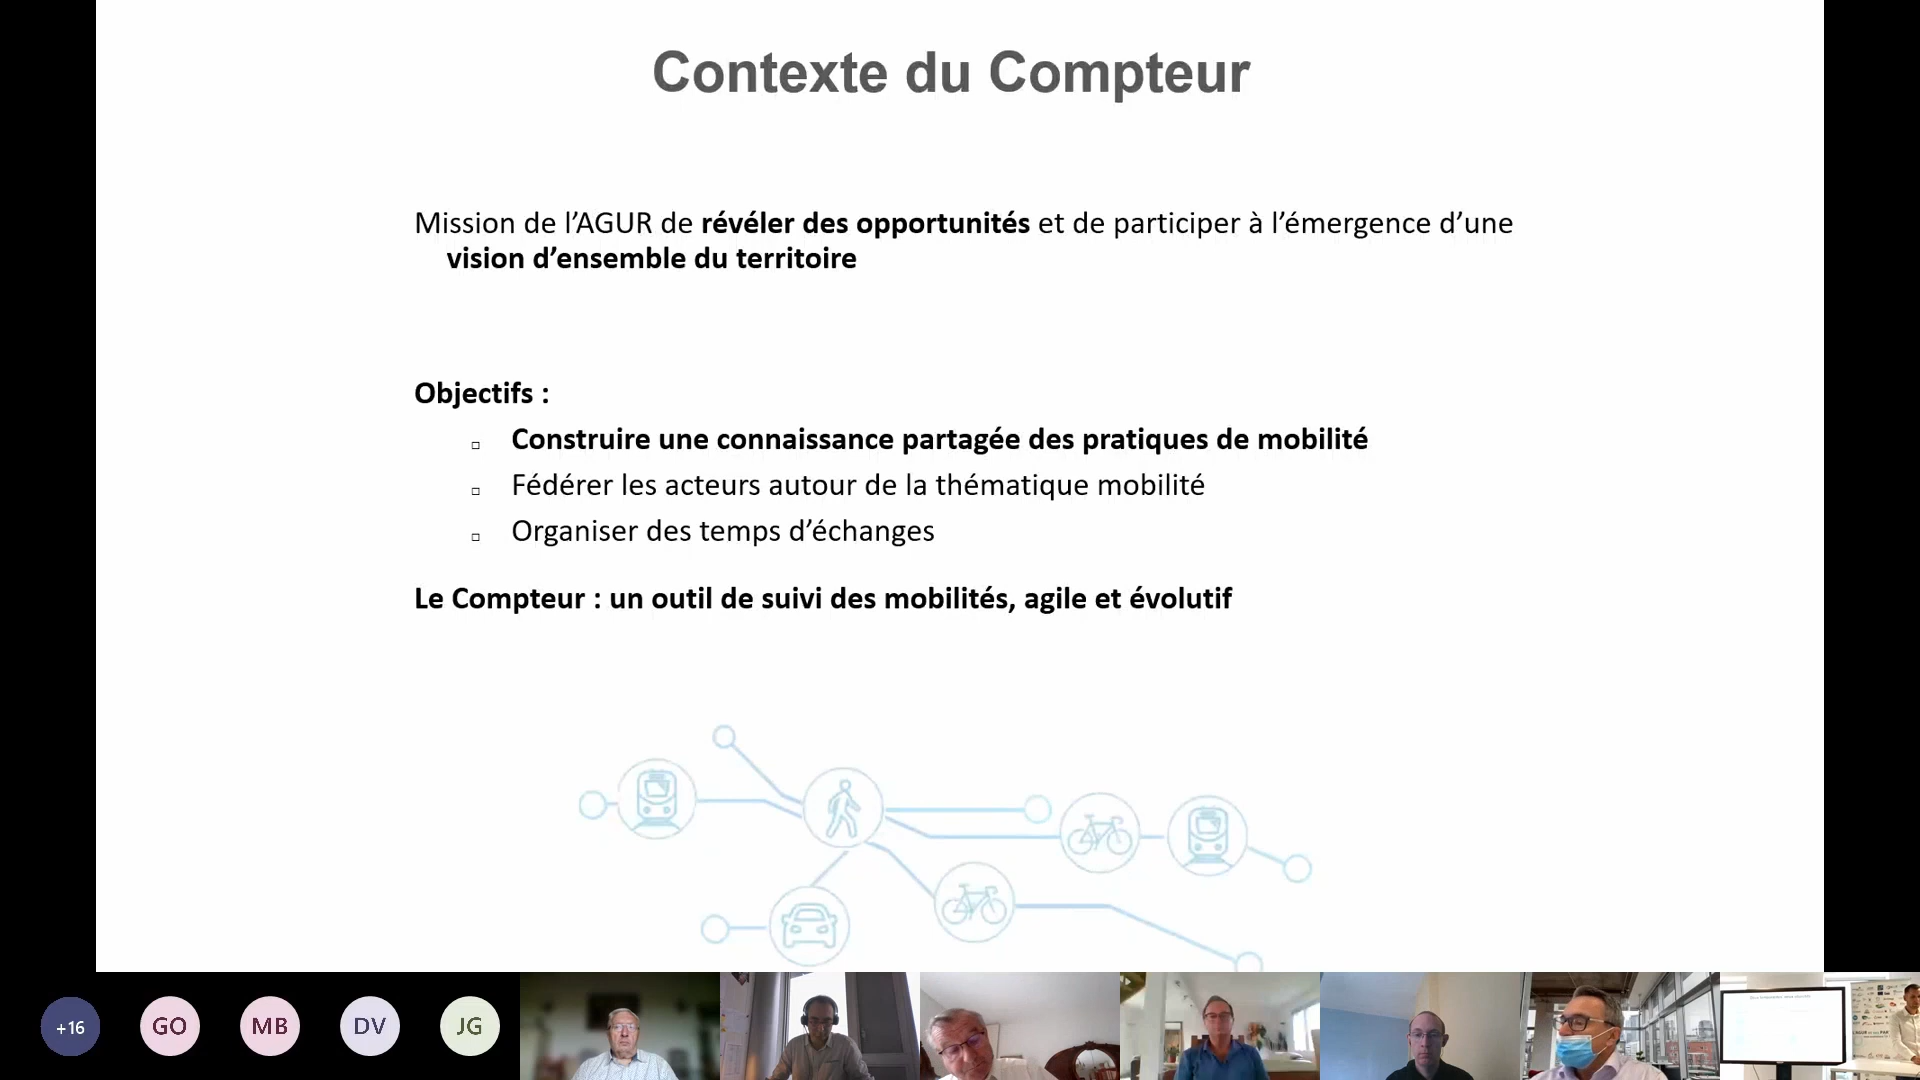 Contexte du Compteur
Mission de l’AGUR de révéler des opportunités et de participer à l’émergence d’une
vision d’ensemble du territoire
Objectifs :
Construire une connaissance partagée des pratiques de mobilité
Fédérer les acteurs autour de la thématique mobilité
Organiser des temps d’échanges
Le Compteur : un outil de suivi des mobilités, agile et évolutif
+16
GO
MB
DV
JG